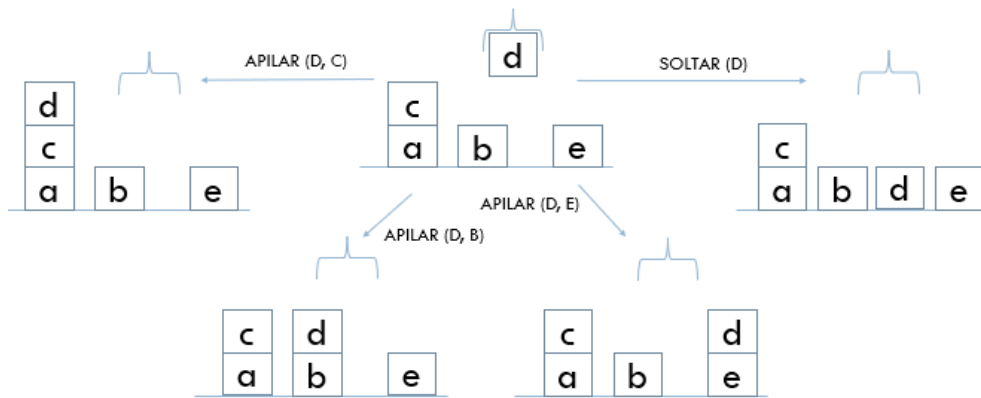 d
APILAR (D, C)
SOLTAR (D)
d
c
a b e
c
a b e
c
a b d e
APILAR (D, E)
APILAR (D, B)
c d
a b e
c d
a b e